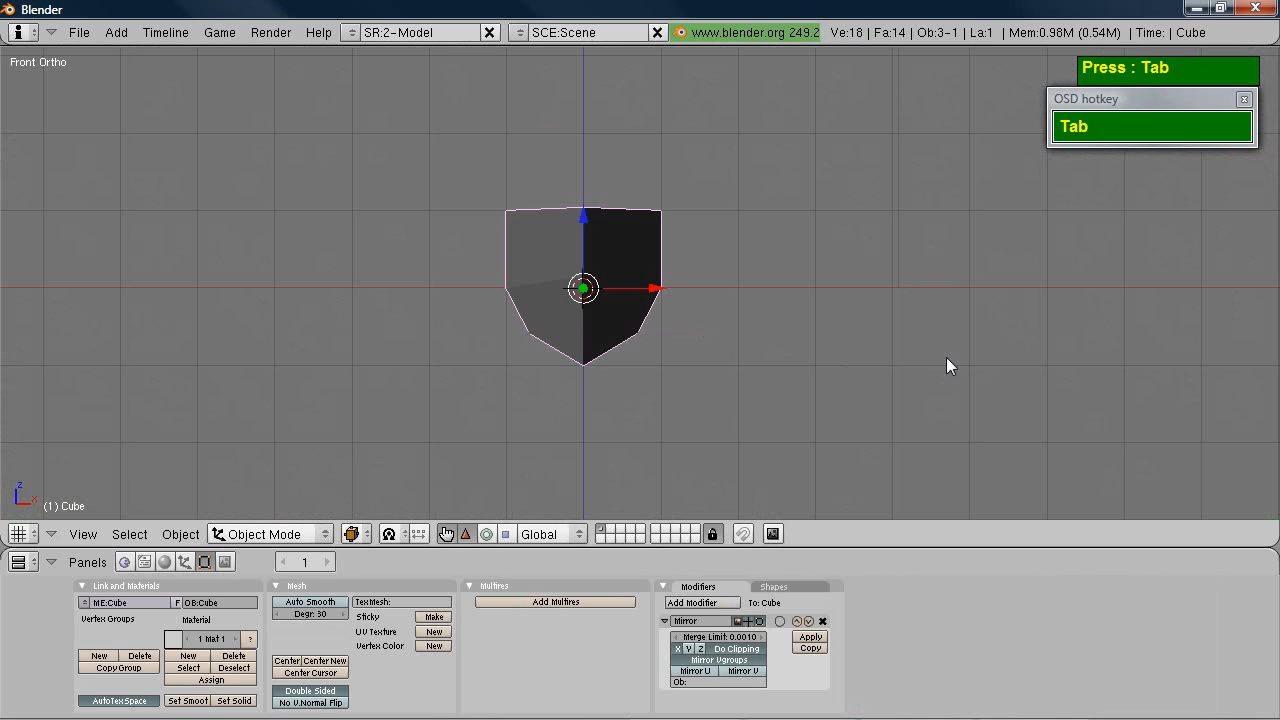 Blender
File Add Timeline Game Render Help SR:2-Model SCE:Scene www.blender.org 249.2 Ve:18 | Fa:14 | Ob:3-1 | La:1 | Mem:0.98M (0.54M) | Time: | Cube
Front Ortho
Press : Tab
OSD hotkey
Tab
z
x
(1) Cube
View Select Object Object Mode Global
Panels 1
Link and Materials
ME:Cube F OB:Cube
Vertex Groups Material
1 Mat 1 ?
New Delete New Delete
Copy Group Select Deselect
Assign
AutoTexSpace Set Smoot Set Solid
Mesh
Auto Smooth TexMesh:
Degr: 30 Sticky Make
UV Texture New
Vertex Color New
Center Center New
Center Cursor
Double Sided
No V.Normal Flip
Multires
Add Multires
Modifiers Shapes
Add Modifier To: Cube
Mirror
Merge Limit: 0.0010 Apply
X Y Z Do Clipping Copy
Mirror Vgroups
Mirror U Mirror V
Ob: